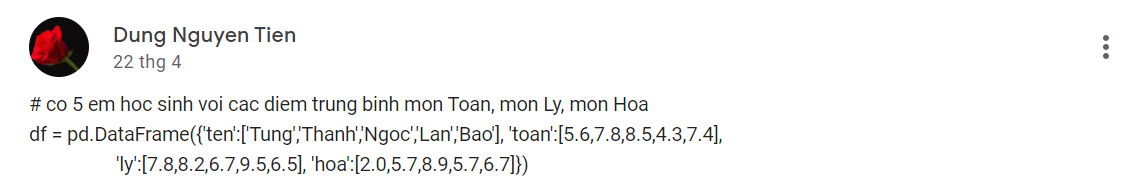 Dung Nguyen Tien
22 thg 4
# co 5 em hoc sinh voi cac diem trung binh mon Toan, mon Ly, mon Hoa
df = pd.DataFrame({'ten':['Tung','Thanh','Ngoc','Lan','Bao'], 'toan':[5.6,7.8,8.5,4.3,7.4],
'ly':[7.8,8.2,6.7,9.5,6.5], 'hoa':[2.0,5.7,8.9,5.7,6.7]})